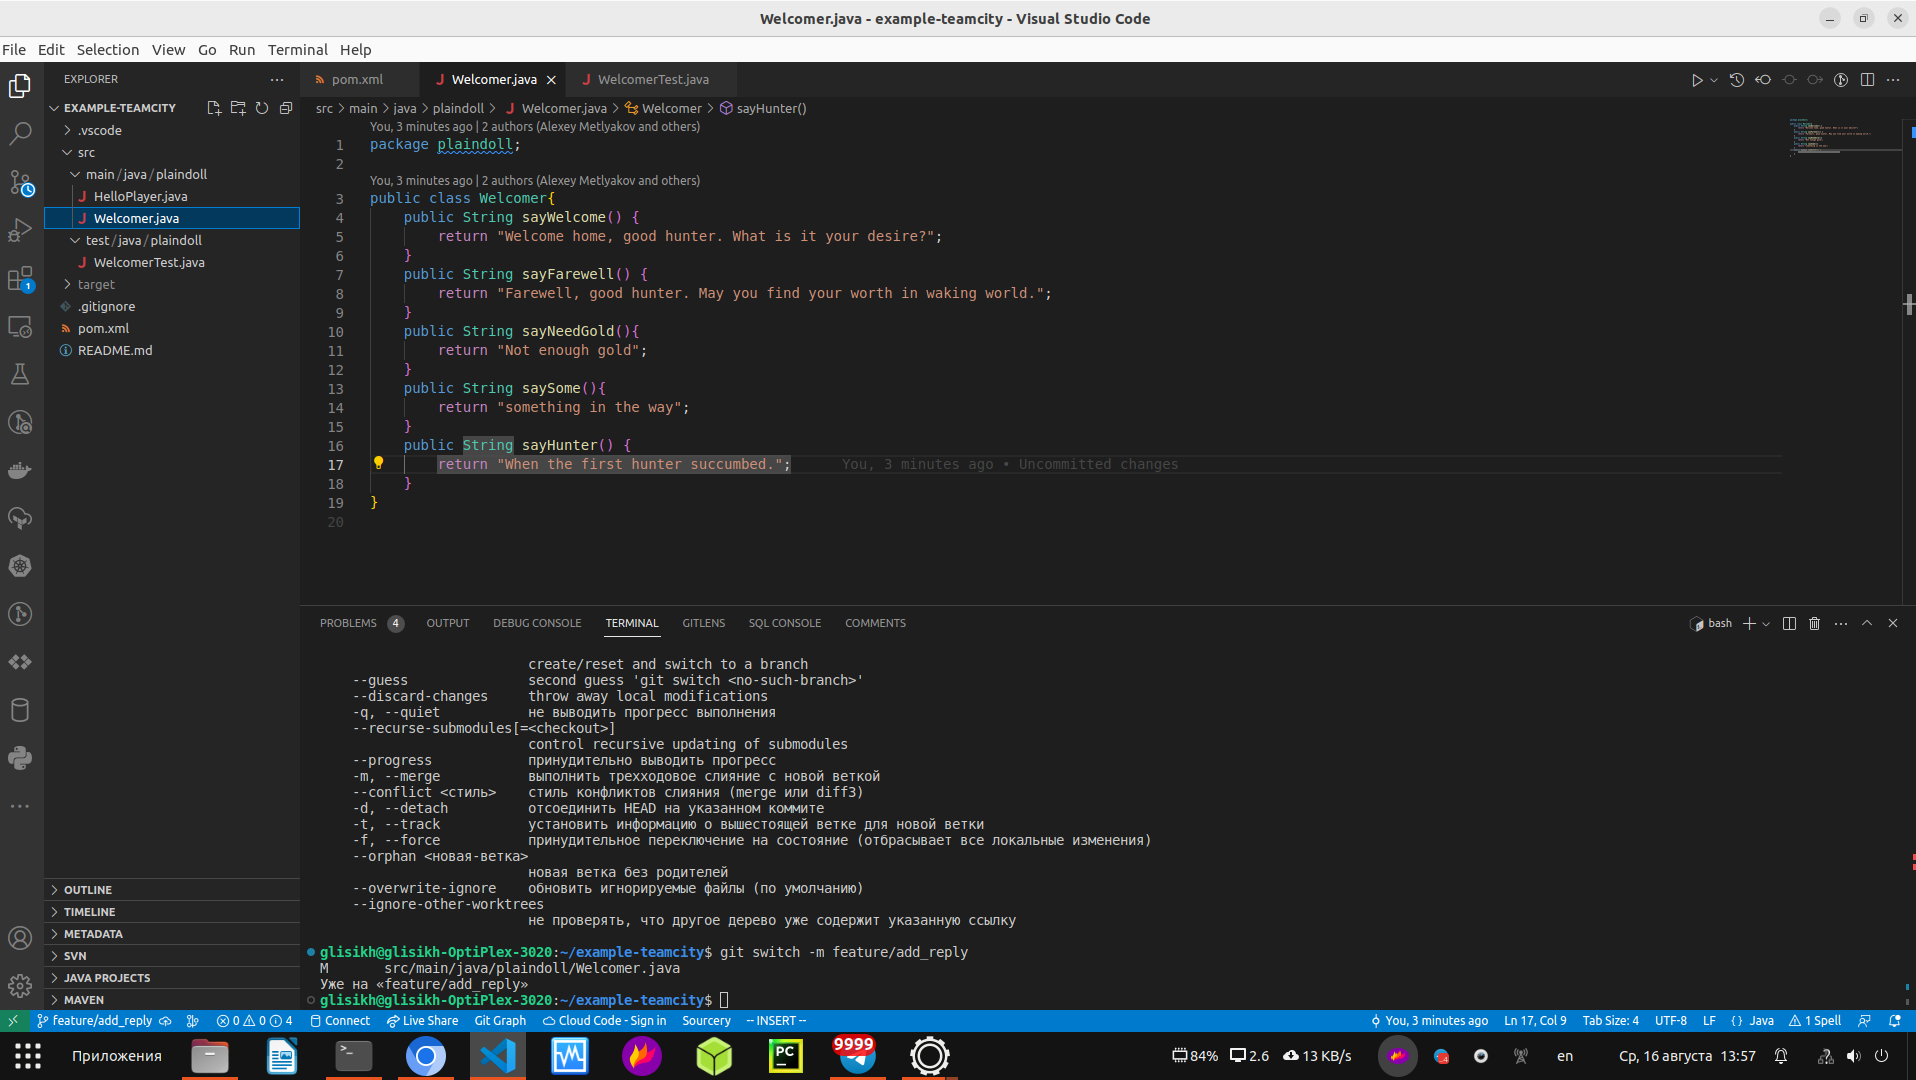 Welcomer.java - example-teamcity - Visual Studio Code
File Edit Selection View Go Run Terminal Help
EXPLORER
EXAMPLE-TEAMCITY
.vscode
src
main/java/plaindoll
HelloPlayer.java
Welcomer.java
test/java/plaindoll
WelcomerTest.java
target
.gitignore
pom.xml
README.md
OUTLINE
TIMELINE
METADATA
SVN
JAVA PROJECTS
MAVEN
pom.xml Welcomer.java WelcomerTest.java
src > main > java > plaindoll > Welcomer.java > Welcomer > sayHunter()
You, 3 minutes ago | 2 authors (Alexey Metlyakov and others)
1 package plaindoll;
2
You, 3 minutes ago | 2 authors (Alexey Metlyakov and others)
3 public class Welcomer{
4 public String sayWelcome() {
5 return "Welcome home, good hunter. What is it your desire?";
6 }
7 public String sayFarewell() {
8 return "Farewell, good hunter. May you find your worth in waking world.";
9 }
10 public String sayNeedGold(){
11 return "Not enough gold";
12 }
13 public String saySome(){
14 return "something in the way";
15 }
16 public String sayHunter() {
17 return "When the first hunter succumbed."; You, 3 minutes ago • Uncommitted changes
18 }
19 }
20
PROBLEMS 4 OUTPUT DEBUG CONSOLE TERMINAL GITLENS SQL CONSOLE COMMENTS
bash
create/reset and switch to a branch
--guess second guess 'git switch <no-such-branch>'
--discard-changes throw away local modifications
-q, --quiet не выводить прогресс выполнения
--recurse-submodules[=<checkout>]
control recursive updating of submodules
--progress принудительно выводить прогресс
-m, --merge выполнить трехходовое слияние с новой веткой
--conflict <стиль> стиль конфликтов слияния (merge или diff3)
-d, --detach отсоединить HEAD на указанном коммите
-t, --track установить информацию о вышестоящей ветке для новой ветки
-f, --force принудительное переключение на состояние (отбрасывает все локальные изменения)
--orphan <новая-ветка>
новая ветка без родителей
--overwrite-ignore обновить игнорируемые файлы (по умолчанию)
--ignore-other-worktrees
не проверять, что другое дерево уже содержит указанную ссылку
glisikh@glisikh-OptiPlex-3020:~/example-teamcity$ git switch -m feature/add_reply
M src/main/java/plaindoll/Welcomer.java
Уже на «feature/add_reply»
glisikh@glisikh-OptiPlex-3020:~/example-teamcity$
feature/add_reply 0 0 4 Connect Live Share Git Graph Cloud Code - Sign in Sourcery -- INSERT -- You, 3 minutes ago Ln 17, Col 9 Tab Size: 4 UTF-8 LF {} Java 1 Spell
Приложения PC 9999 84% 2.6 13 KB/s en Ср, 16 августа 13:57